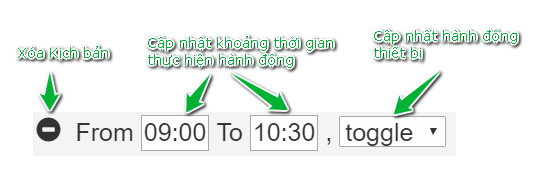 Xóa Kịch bản
Cập nhật khoảng thời gian
thực hiện hành động
Cập nhật hành động
thiết bị
From 09:00 To 10:30 , toggle